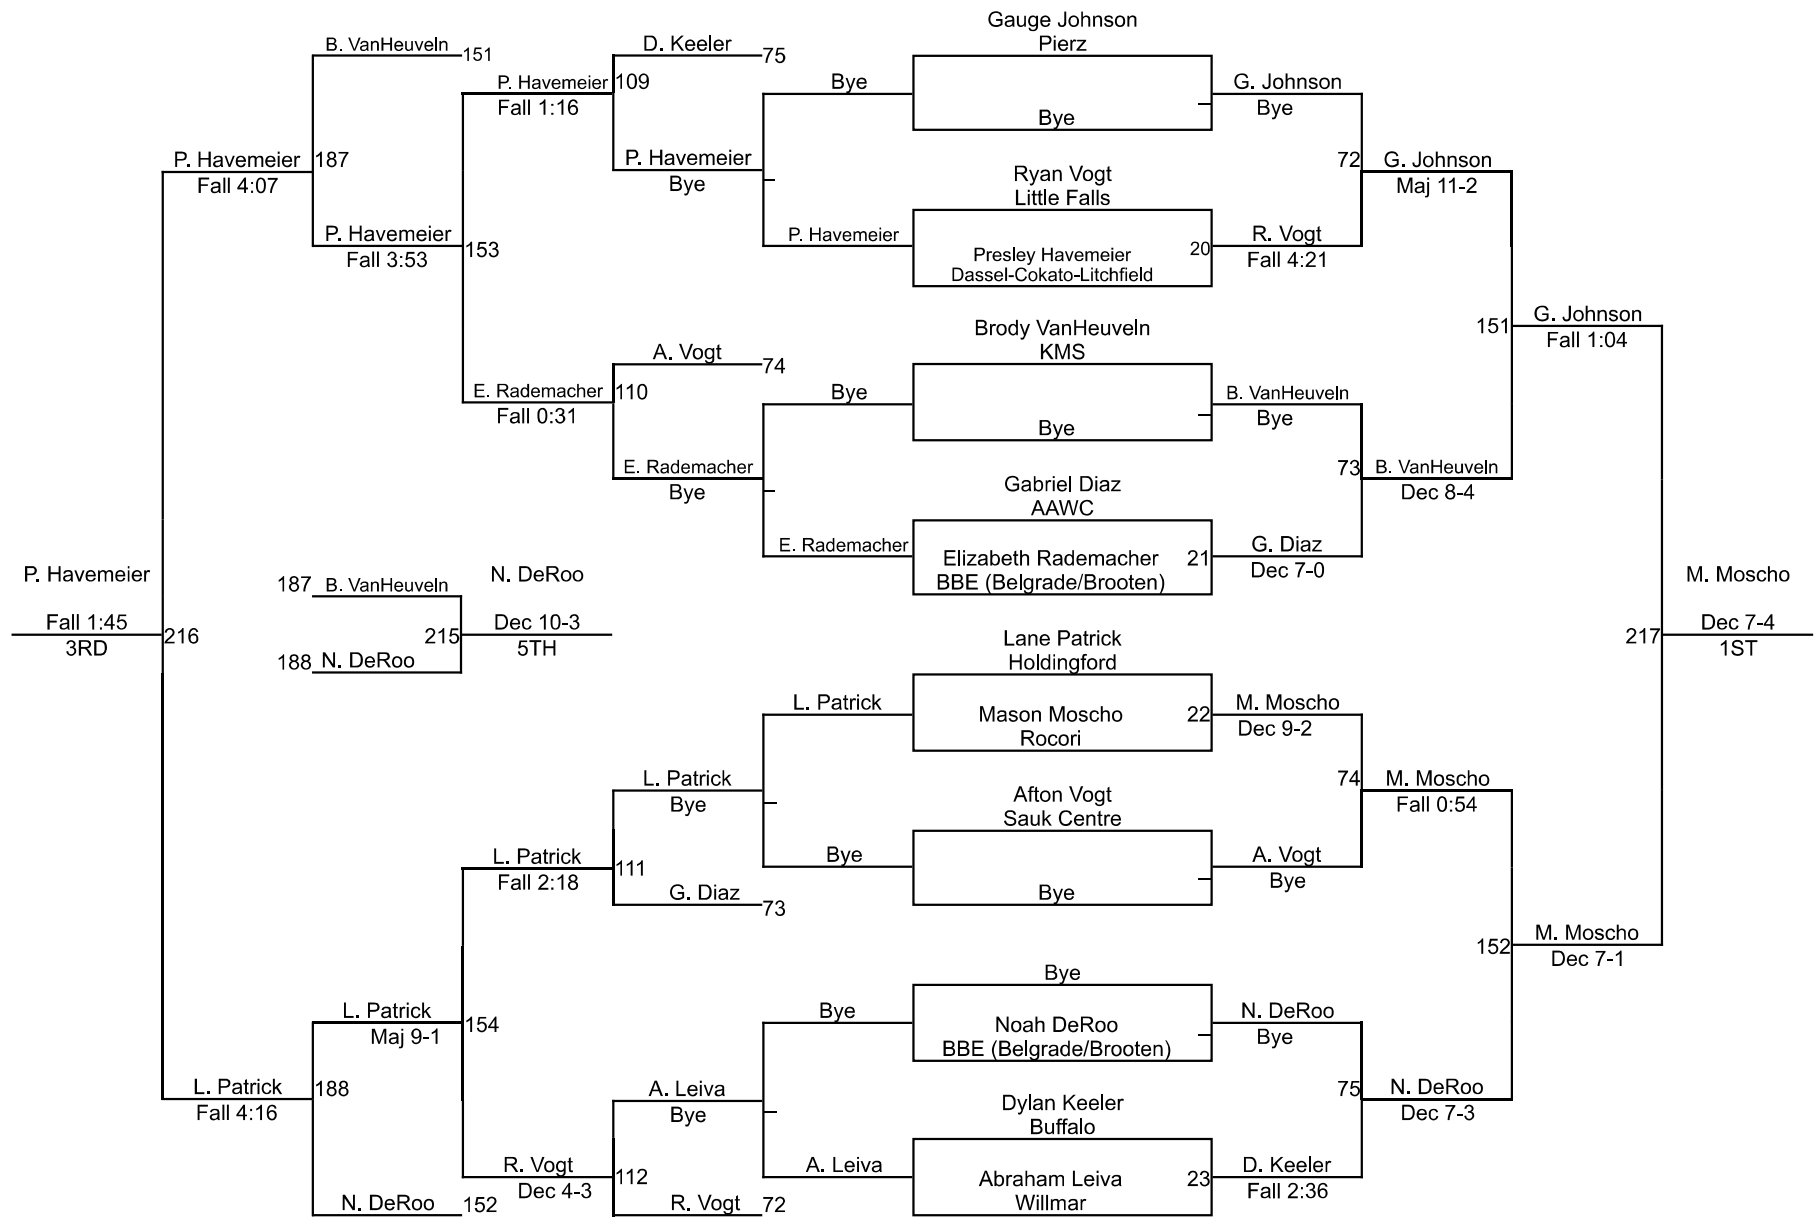 Gauge Johnson
Pierz
B. VanHeuveln
151
D. Keeler
75
P. Havemeier
109
Fall 1:16
Bye
G. Johnson
Bye
Bye
P. Havemeier
187
Fall 4:07
P. Havemeier
Bye
Ryan Vogt
Little Falls
72
G. Johnson
Maj 11-2
P. Havemeier
Fall 3:53
153
P. Havemeier
Presley Havemeier
Dassel-Cokato-Litchfield
20
R. Vogt
Fall 4:21
Brody VanHeuveln
KMS
151
G. Johnson
Fall 1:04
A. Vogt
74
E. Rademacher
110
Fall 0:31
Bye
B. VanHeuveln
Bye
Bye
E. Rademacher
Bye
Gabriel Diaz
AAWC
73
B. VanHeuveln
Dec 8-4
E. Rademacher
Elizabeth Rademacher
BBE (Belgrade/Brooten)
21
G. Diaz
Dec 7-0
P. Havemeier
Fall 1:45
3RD
216
187
B. VanHeuveln
188
N. DeRoo
215
N. DeRoo
Dec 10-3
5TH
M. Moscho
Dec 7-4
1ST
217
Lane Patrick
Holdingford
L. Patrick
Mason Moscho
Rocori
22
M. Moscho
Dec 9-2
L. Patrick
Bye
Afton Vogt
Sauk Centre
74
M. Moscho
Fall 0:54
L. Patrick
Fall 2:18
111
G. Diaz
73
Bye
Bye
A. Vogt
Bye
152
M. Moscho
Dec 7-1
Bye
L. Patrick
Maj 9-1
154
Bye
Noah DeRoo
BBE (Belgrade/Brooten)
N. DeRoo
Bye
L. Patrick
Fall 4:16
188
A. Leiva
Bye
Dylan Keeler
Buffalo
75
N. DeRoo
Dec 7-3
R. Vogt
Dec 4-3
112
A. Leiva
Abraham Leiva
Willmar
23
D. Keeler
Fall 2:36
N. DeRoo
152
R. Vogt
72